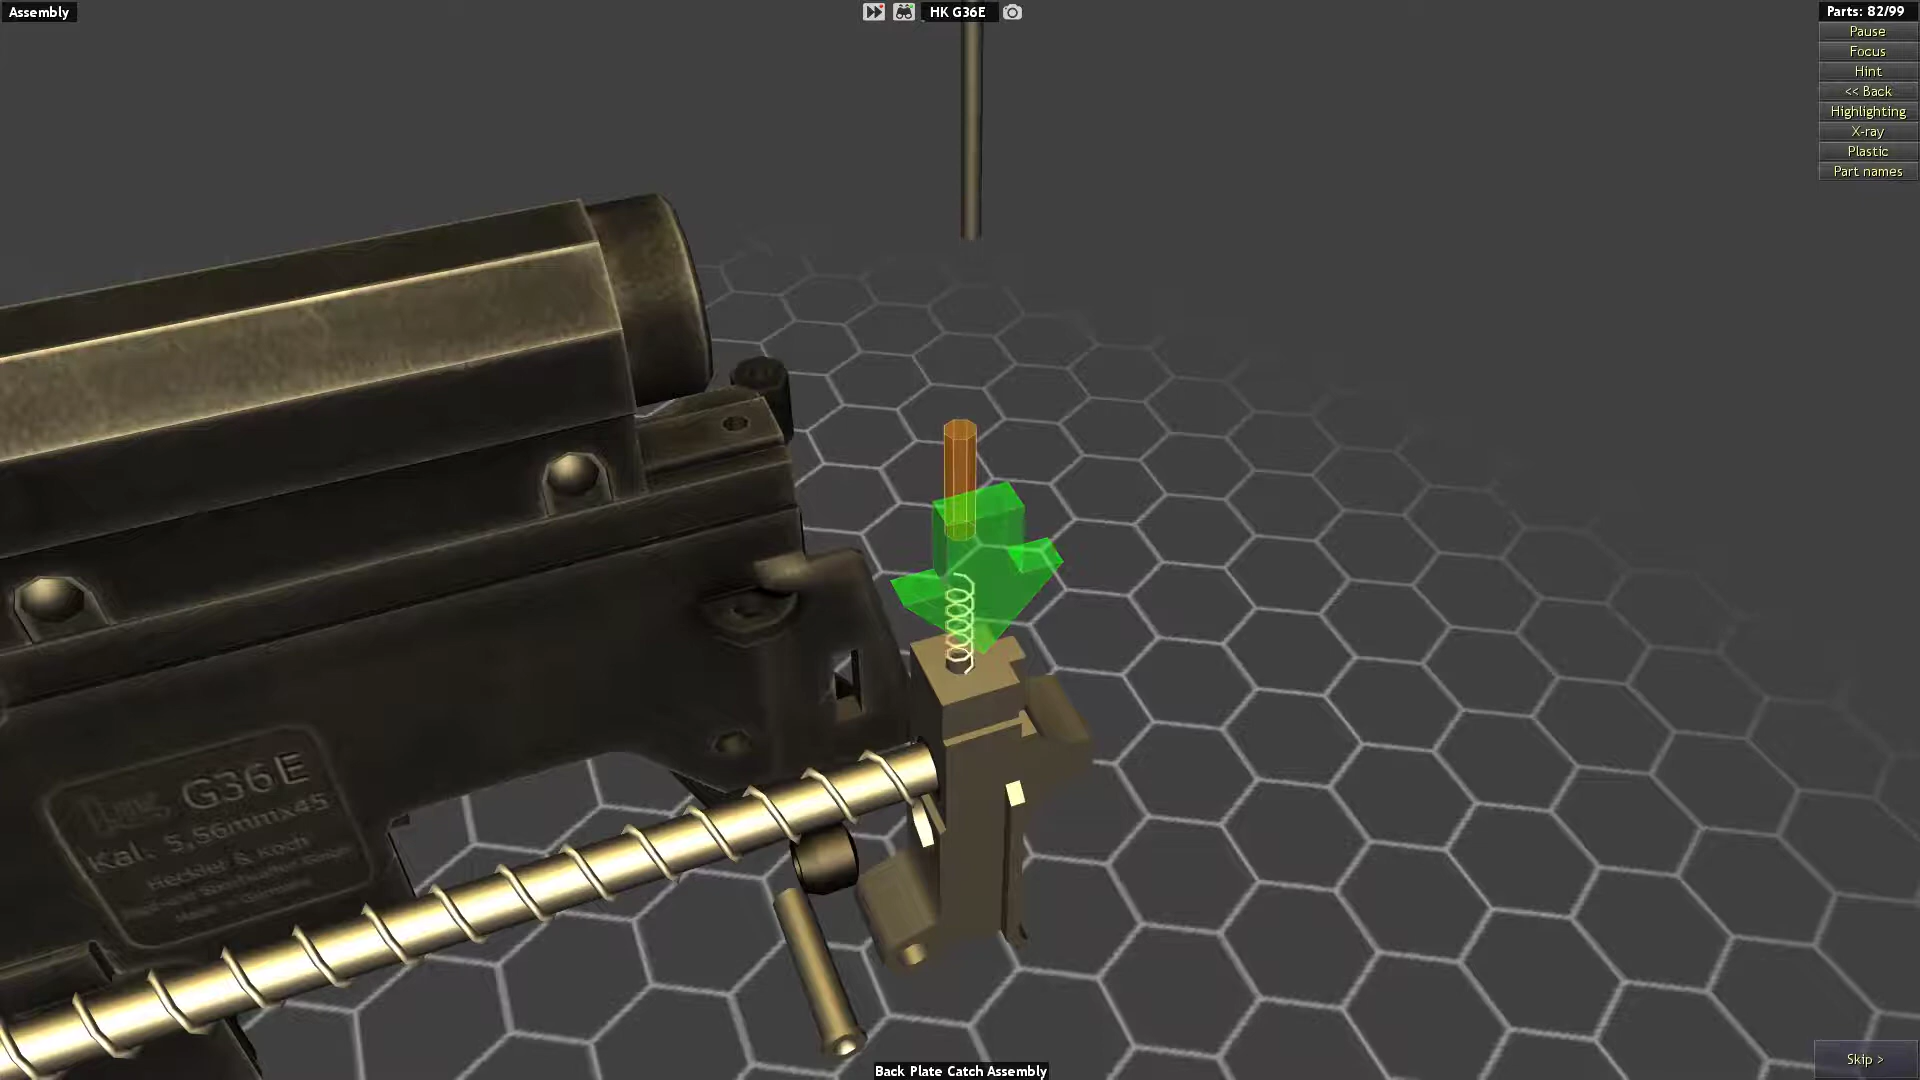 Assembly
HK G36E
Parts: 82/99
Pause
Focus
Hint
<< Back
Highlighting
X-ray
Plastic
Part names
G36E
Kal. 5,56mmx45
Heckler & Koch
Back Plate Catch Assembly
Skip >